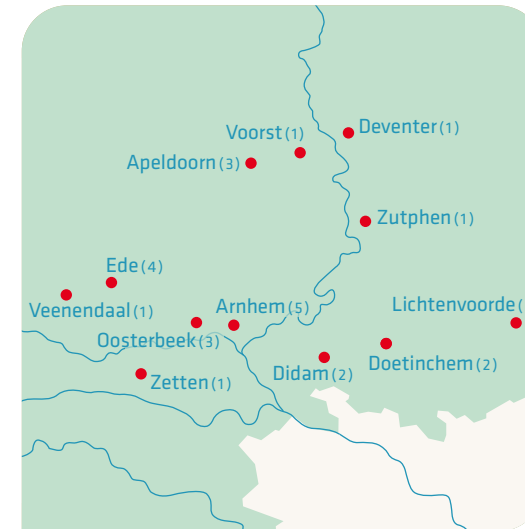 Deventer (1)
Voorst (1)
Apeldoorn (3)
Zutphen (1)
Ede (4)
Veenendaal (1)
Arnhem (5)
Lichtenvoorde (
Oosterbeek (3)
Didam (2)
Doetinchem (2)
Zetten (1)